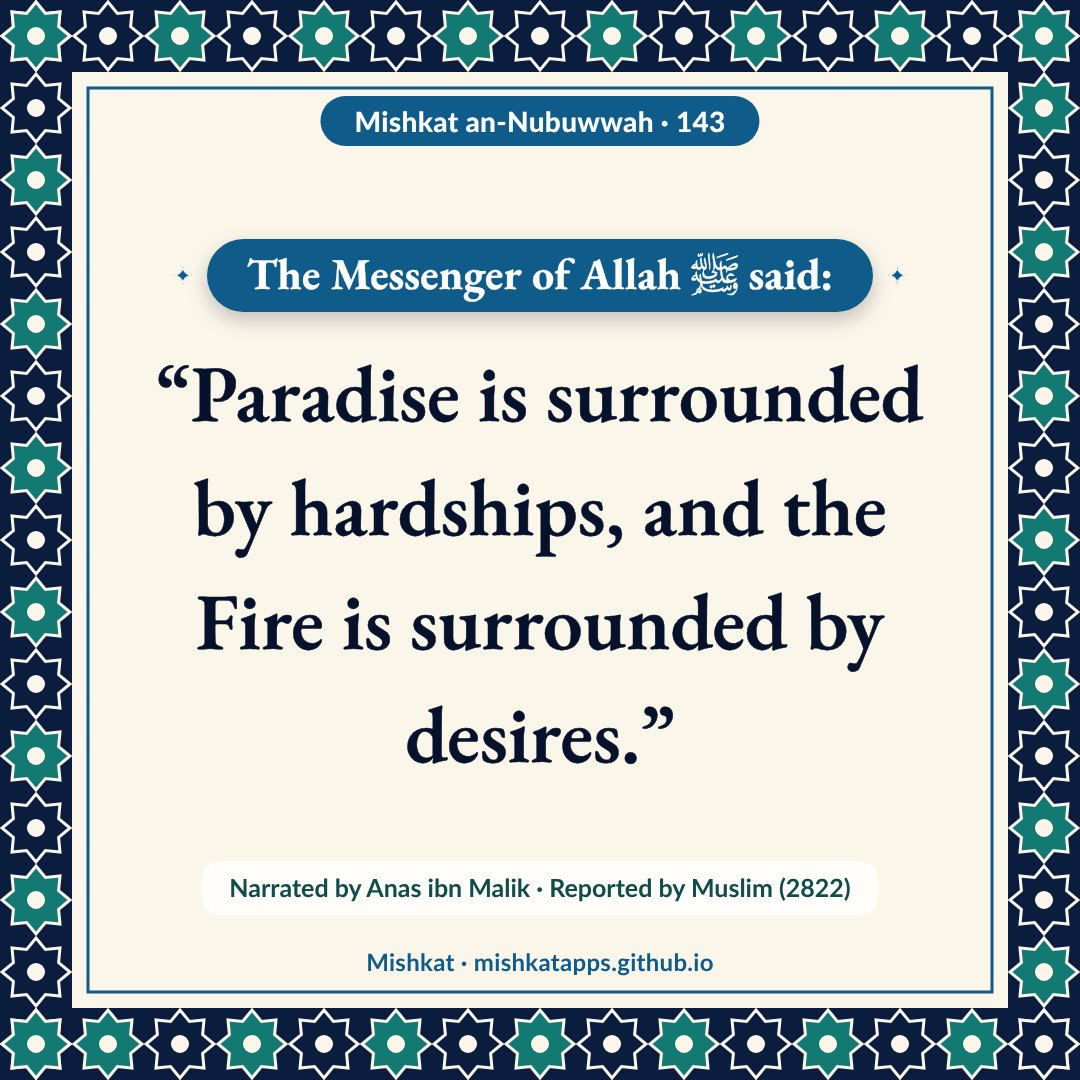 Mishkat an-Nubuwwah · 143
The Messenger of Allah ﷺ said:
“Paradise is surrounded
by hardships, and the
Fire is surrounded by
desires.”
Narrated by Anas ibn Malik · Reported by Muslim (2822)
Mishkat · mishkatapps.github.io